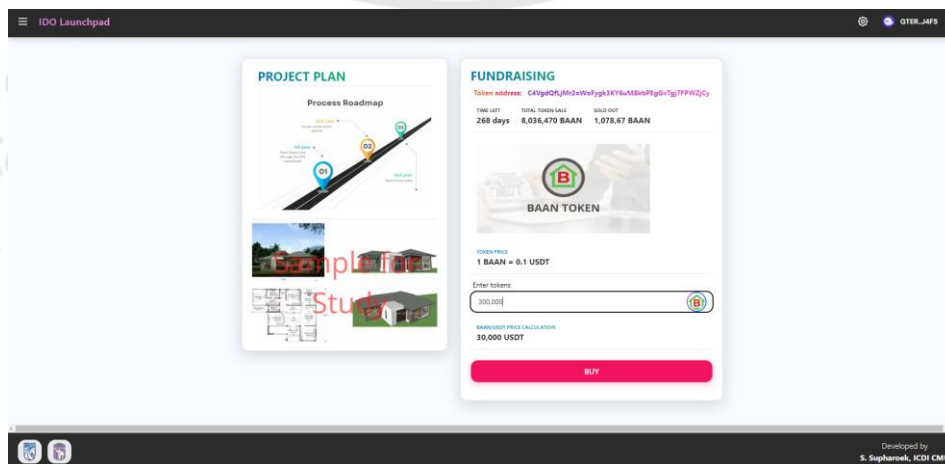 IDO Launchpad
GTER...J4F5
PROJECT PLAN
Process Roadmap
03
02
01
Sample for
Study
FUNDRAISING
Token address:
TIME LEFT TOTAL TOKEN SALE SOLD OUT
268 days 8,036,470 BAAN 1,078,67 BAAN
B
BAAN TOKEN
TOKEN PRICE
1 BAAN = 0.1 USDT
Enter tokens
300,000
B
BAAN/USDT PRICE CALCULATION
30,000 USDT
BUY
Developed by
S. Supharoek, ICDI CM